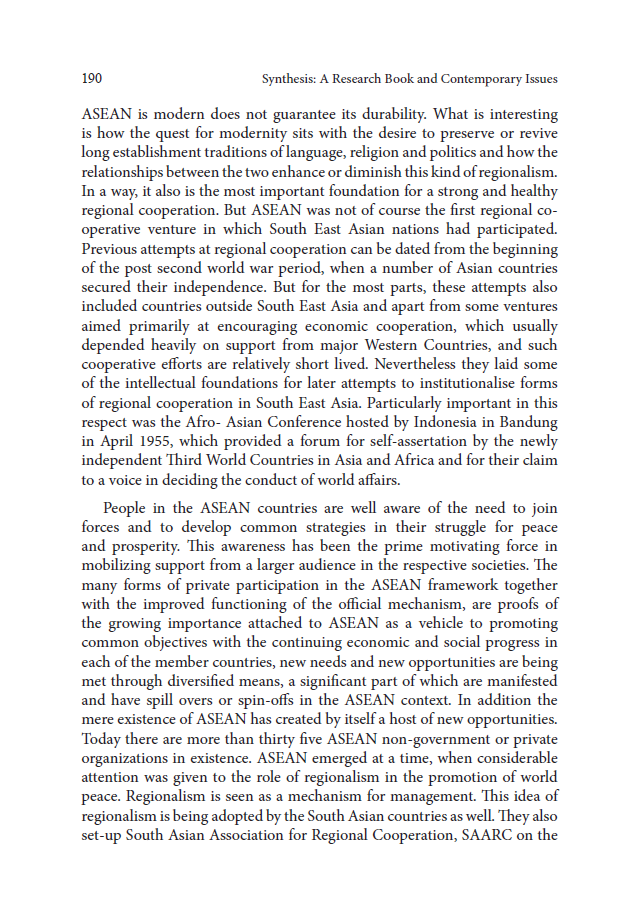 190 Synthesis: A Research Book and Contemporary Issues
ASEAN is modern does not guarantee its durability. What is interesting
is how the quest for modernity sits with the desire to preserve or revive
long establishment traditions of language, religion and politics and how the
relationships between the two enhance or diminish this kind of regionalism.
In a way, it also is the most important foundation for a strong and healthy
regional cooperation. But ASEAN was not of course the first regional co-
operative venture in which South East Asian nations had participated.
Previous attempts at regional cooperation can be dated from the beginning
of the post second world war period, when a number of Asian countries
secured their independence. But for the most parts, these attempts also
included countries outside South East Asia and apart from some ventures
aimed primarily at encouraging economic cooperation, which usually
depended heavily on support from major Western Countries, and such
cooperative efforts are relatively short lived. Nevertheless they laid some
of the intellectual foundations for later attempts to institutionalise forms
of regional cooperation in South East Asia. Particularly important in this
respect was the Afro- Asian Conference hosted by Indonesia in Bandung
in April 1955, which provided a forum for self-assertion by the newly
independent Third World Countries in Asia and Africa and for their claim
to a voice in deciding the conduct of world affairs.
People in the ASEAN countries are well aware of the need to join
forces and to develop common strategies in their struggle for peace
and prosperity. This awareness has been the prime motivating force in
mobilizing support from a larger audience in the respective societies. The
many forms of private participation in the ASEAN framework together
with the improved functioning of the official mechanism, are proofs of
the growing importance attached to ASEAN as a vehicle to promoting
common objectives with the continuing economic and social progress in
each of the member countries, new needs and new opportunities are being
met through diversified means, a significant part of which are manifested
and have spill overs or spin-offs in the ASEAN context. In addition the
mere existence of ASEAN has created by itself a host of new opportunities.
Today there are more than thirty five ASEAN non-government or private
organizations in existence. ASEAN emerged at a time, when considerable
attention was given to the role of regionalism in the promotion of world
peace. Regionalism is seen as a mechanism for management. This idea of
regionalism is being adopted by the South Asian countries as well. They also
set-up South Asian Association for Regional Cooperation, SAARC on the